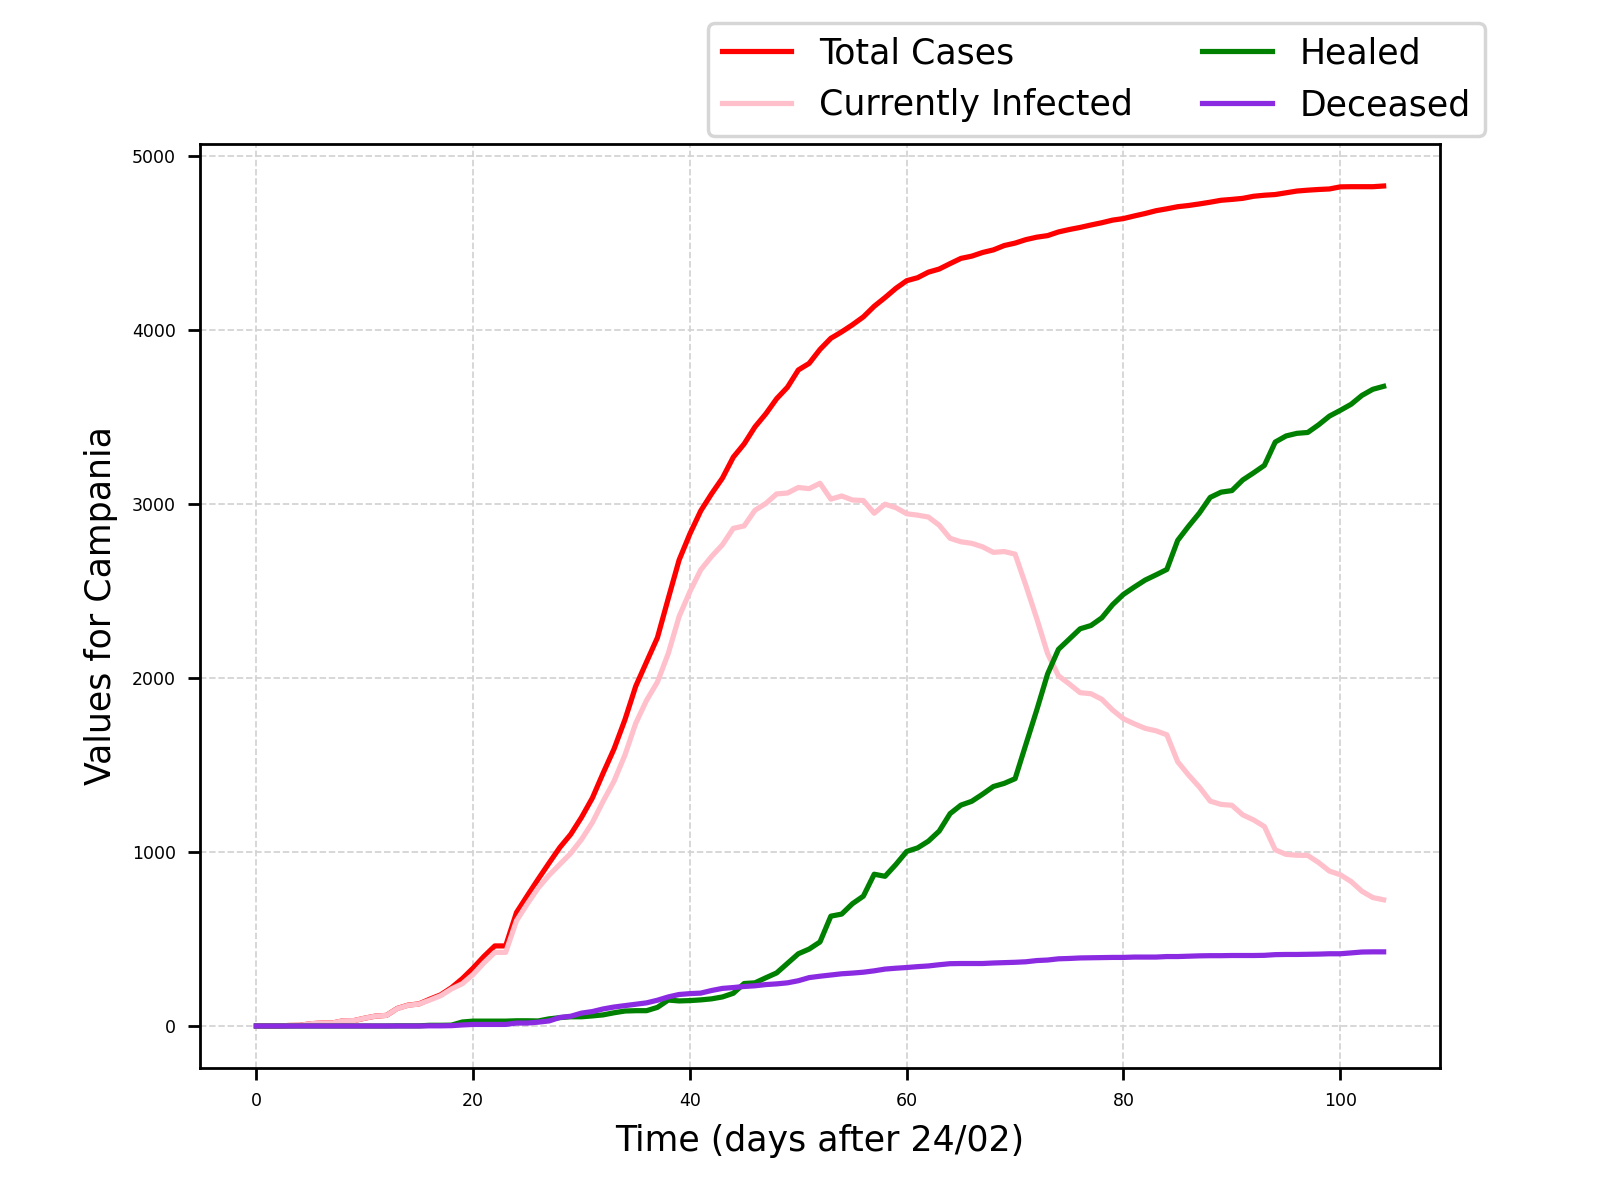 Total Cases
Currently Infected
Healed
Deceased
5000
4000
3000
2000
1000
0
Values for Campania
0 20 40 60 80 100
Time (days after 24/02)